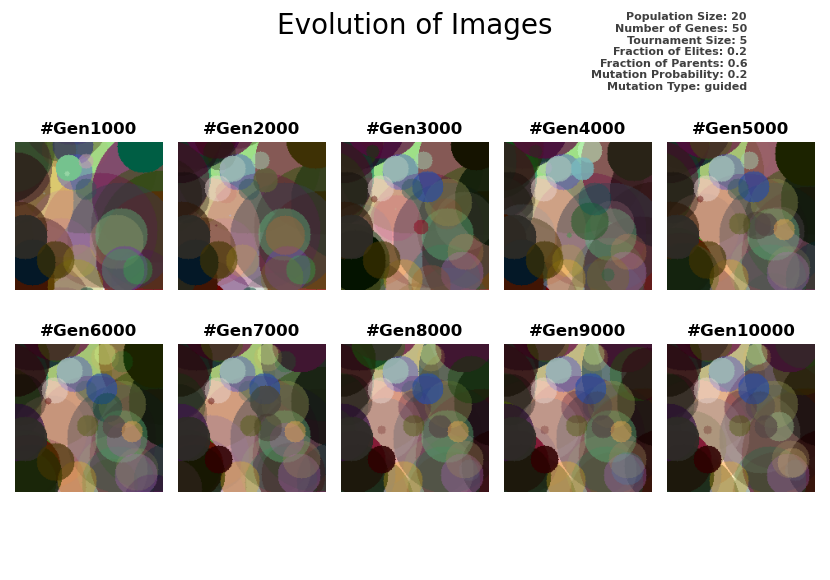 Evolution of Images
Population Size: 20
Number of Genes: 50
Tournament Size: 5
Fraction of Elites: 0.2
Fraction of Parents: 0.6
Mutation Probability: 0.2
Mutation Type: guided
#Gen1000
#Gen2000
#Gen3000
#Gen4000
#Gen5000
#Gen6000
#Gen7000
#Gen8000
#Gen9000
#Gen10000